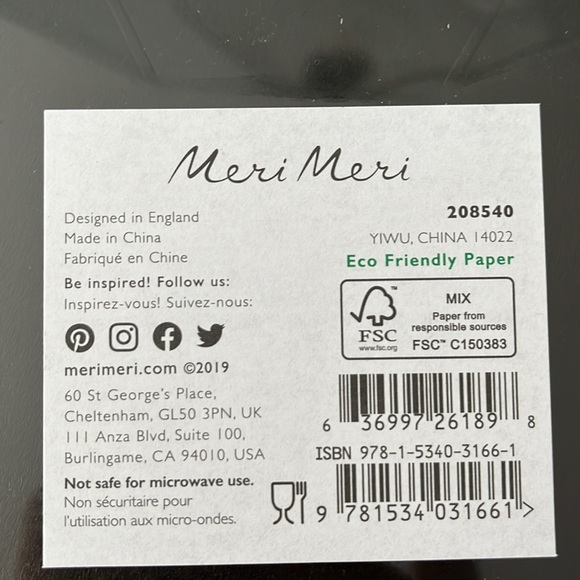 Meri Meri
Designed in England
Made in China
Fabriqué en Chine
Be inspired! Follow us:
Inspirez-vous! Suivez-nous:
merimeri.com ©2019
60 St George's Place,
Cheltenham, GL50 3PN, UK
111 Anza Blvd, Suite 100,
Burlingame, CA 94010, USA
Not safe for microwave use.
Non sécuritaire pour
l'utilisation aux micro-ondes.
208540
YIWU, CHINA 14022
Eco Friendly Paper
FSC™
www.fsc.org
MIX
Paper from
responsible sources
FSC™ C150383
6 36997 26189 8
ISBN 978-1-5340-3166-1
9 781534 031661 >